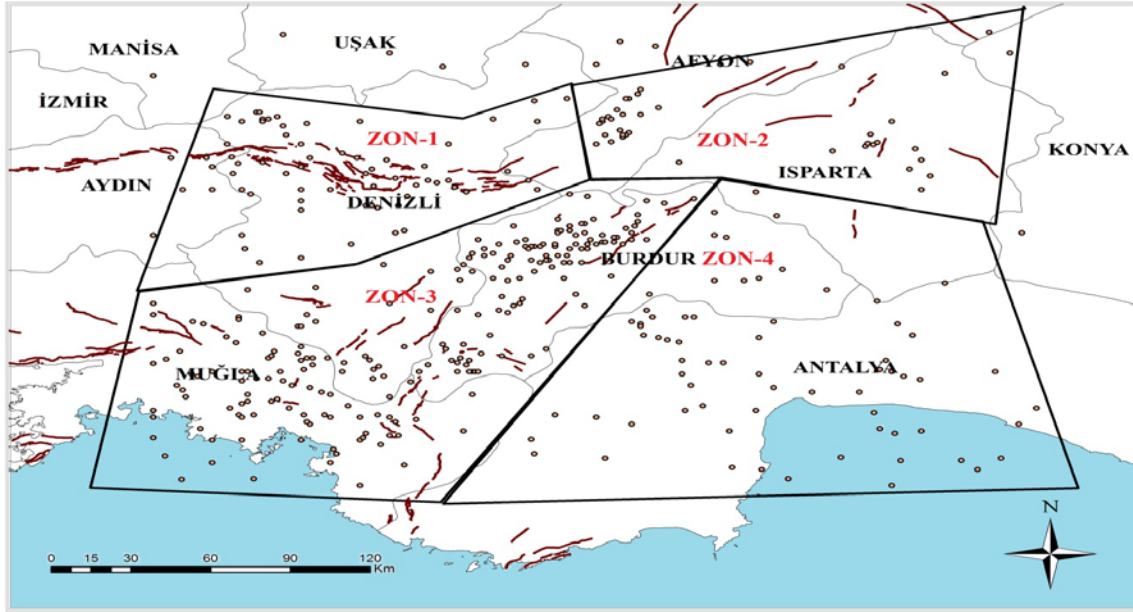 UŞAK
MANİSA
AFYON
İZMİR
ZON-1
ZON-2
KONYA
ISPARTA
AYDIN
DENİZLİ
BURDUR
ZON-4
ZON-3
ANTALYA
MUĞLA
N
0 15 30 60 90 120
Km